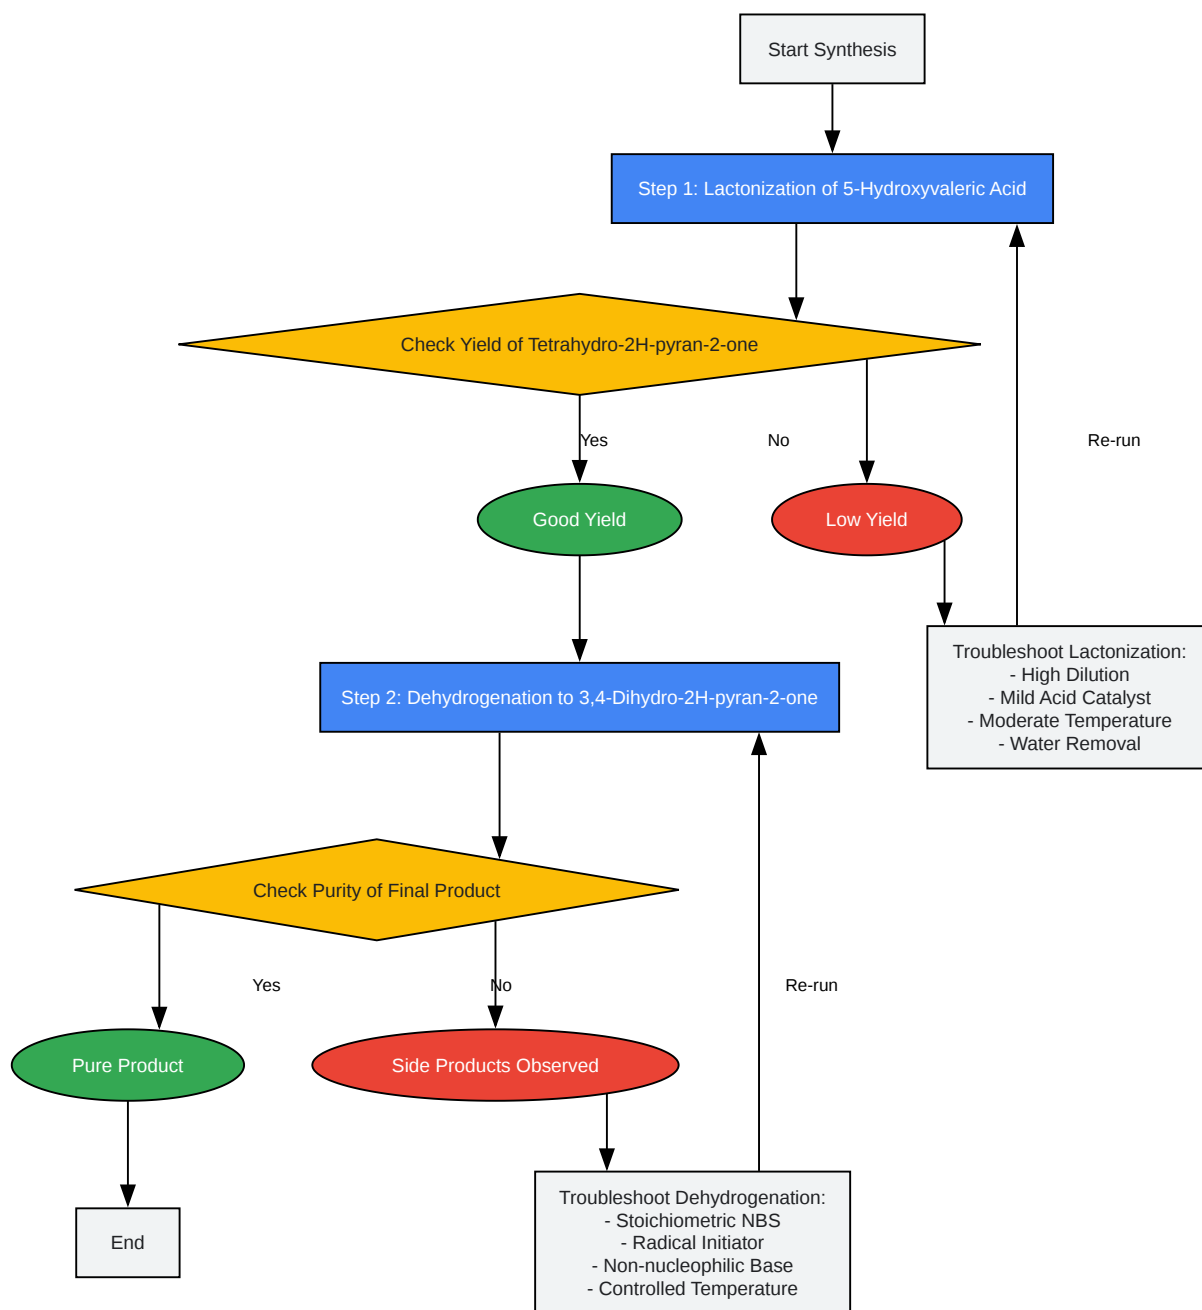 Start Synthesis
Step 1: Lactonization of 5-Hydroxyvaleric Acid
Check Yield of Tetrahydro-2H-pyran-2-one
Yes
No
Re-run
Good Yield
Low Yield
Troubleshoot Lactonization:
- High Dilution
- Mild Acid Catalyst
- Moderate Temperature
- Water Removal
Step 2: Dehydrogenation to 3,4-Dihydro-2H-pyran-2-one
Check Purity of Final Product
Yes
No
Re-run
Pure Product
Side Products Observed
Troubleshoot Dehydrogenation:
- Stoichiometric NBS
- Radical Initiator
- Non-nucleophilic Base
- Controlled Temperature
End